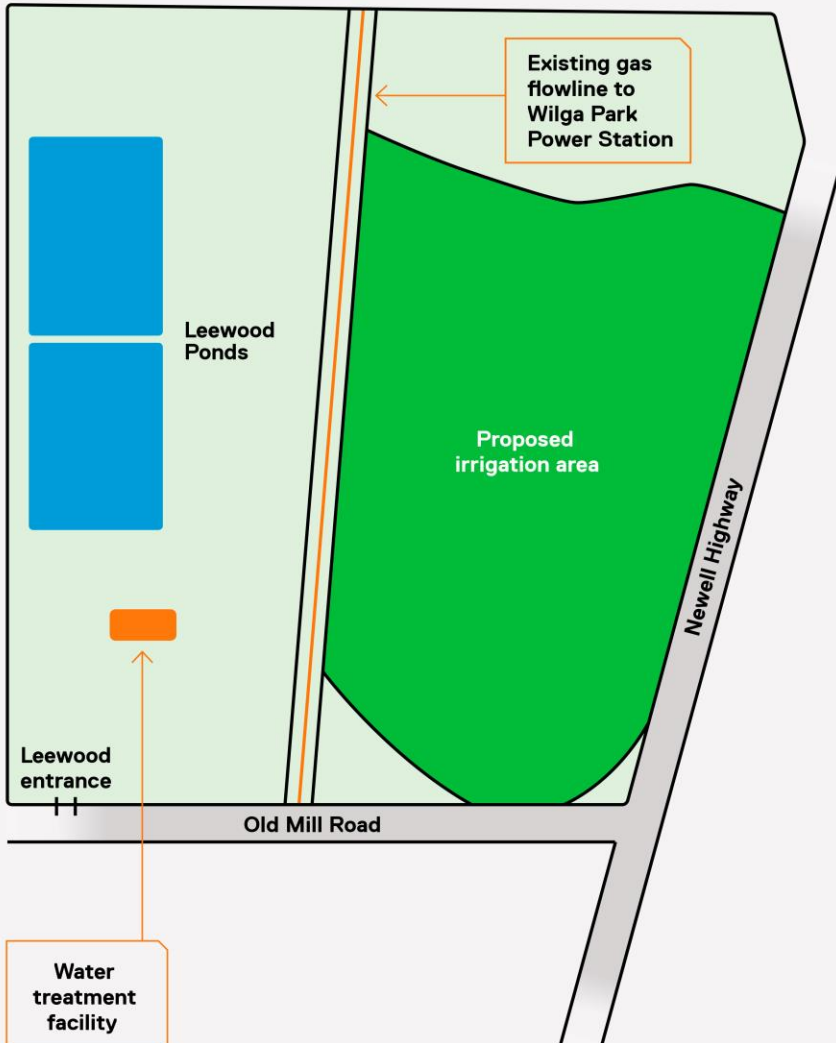 Existing gas
flowline to
Wilga Park
Power Station
Leewood
Ponds
Proposed
irrigation area
Newell Highway
Leewood
entrance
Old Mill Road
Water
treatment
facility